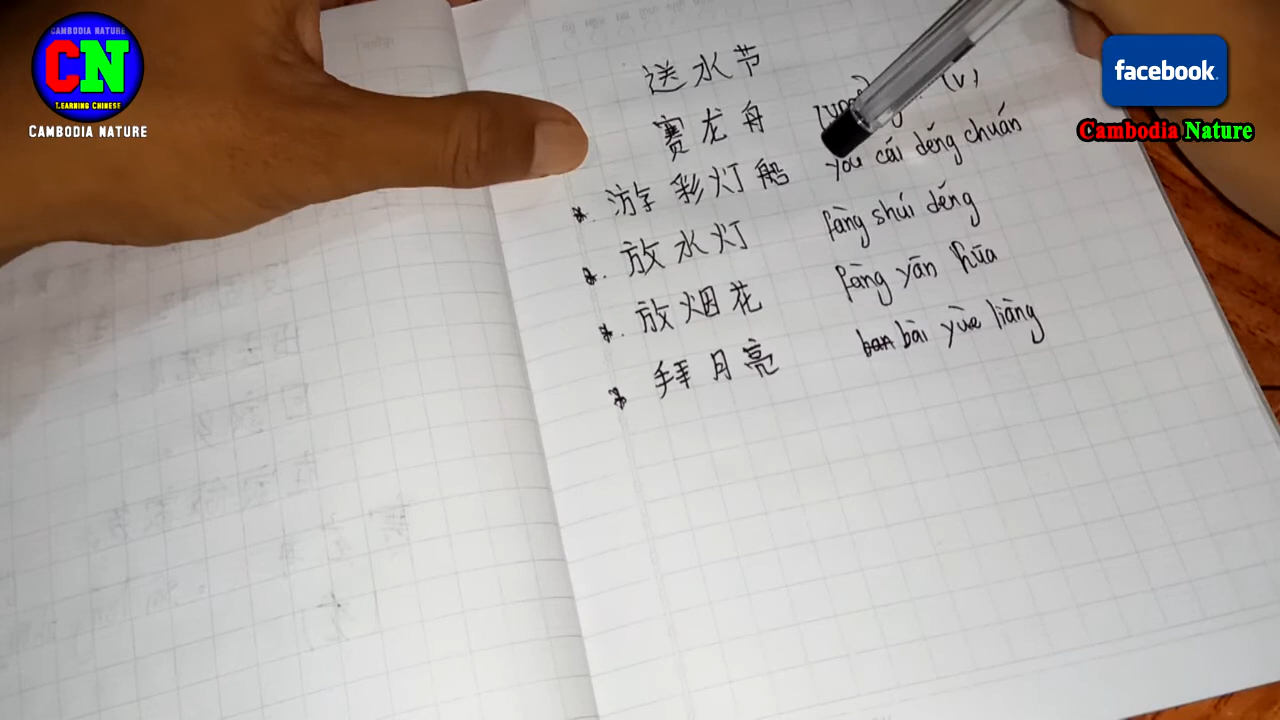 CAMBODIA NATURE
CN
LEARNING CHINESE
CAMBODIA NATURE
facebook
Cambodia Nature
送水节
赛龙舟 (v)
游彩灯船 you cái děng chuán
放水灯 fàng shuí děng
放烟花 fàng yān hūa
拜月亮 bài yùe liàng